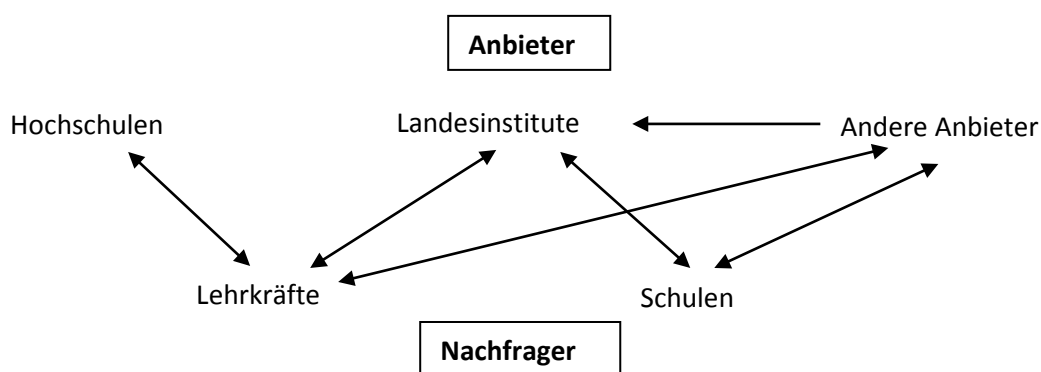 Anbieter
Hochschulen Landesinstitute Andere Anbieter
Lehrkräfte Schulen
Nachfrager